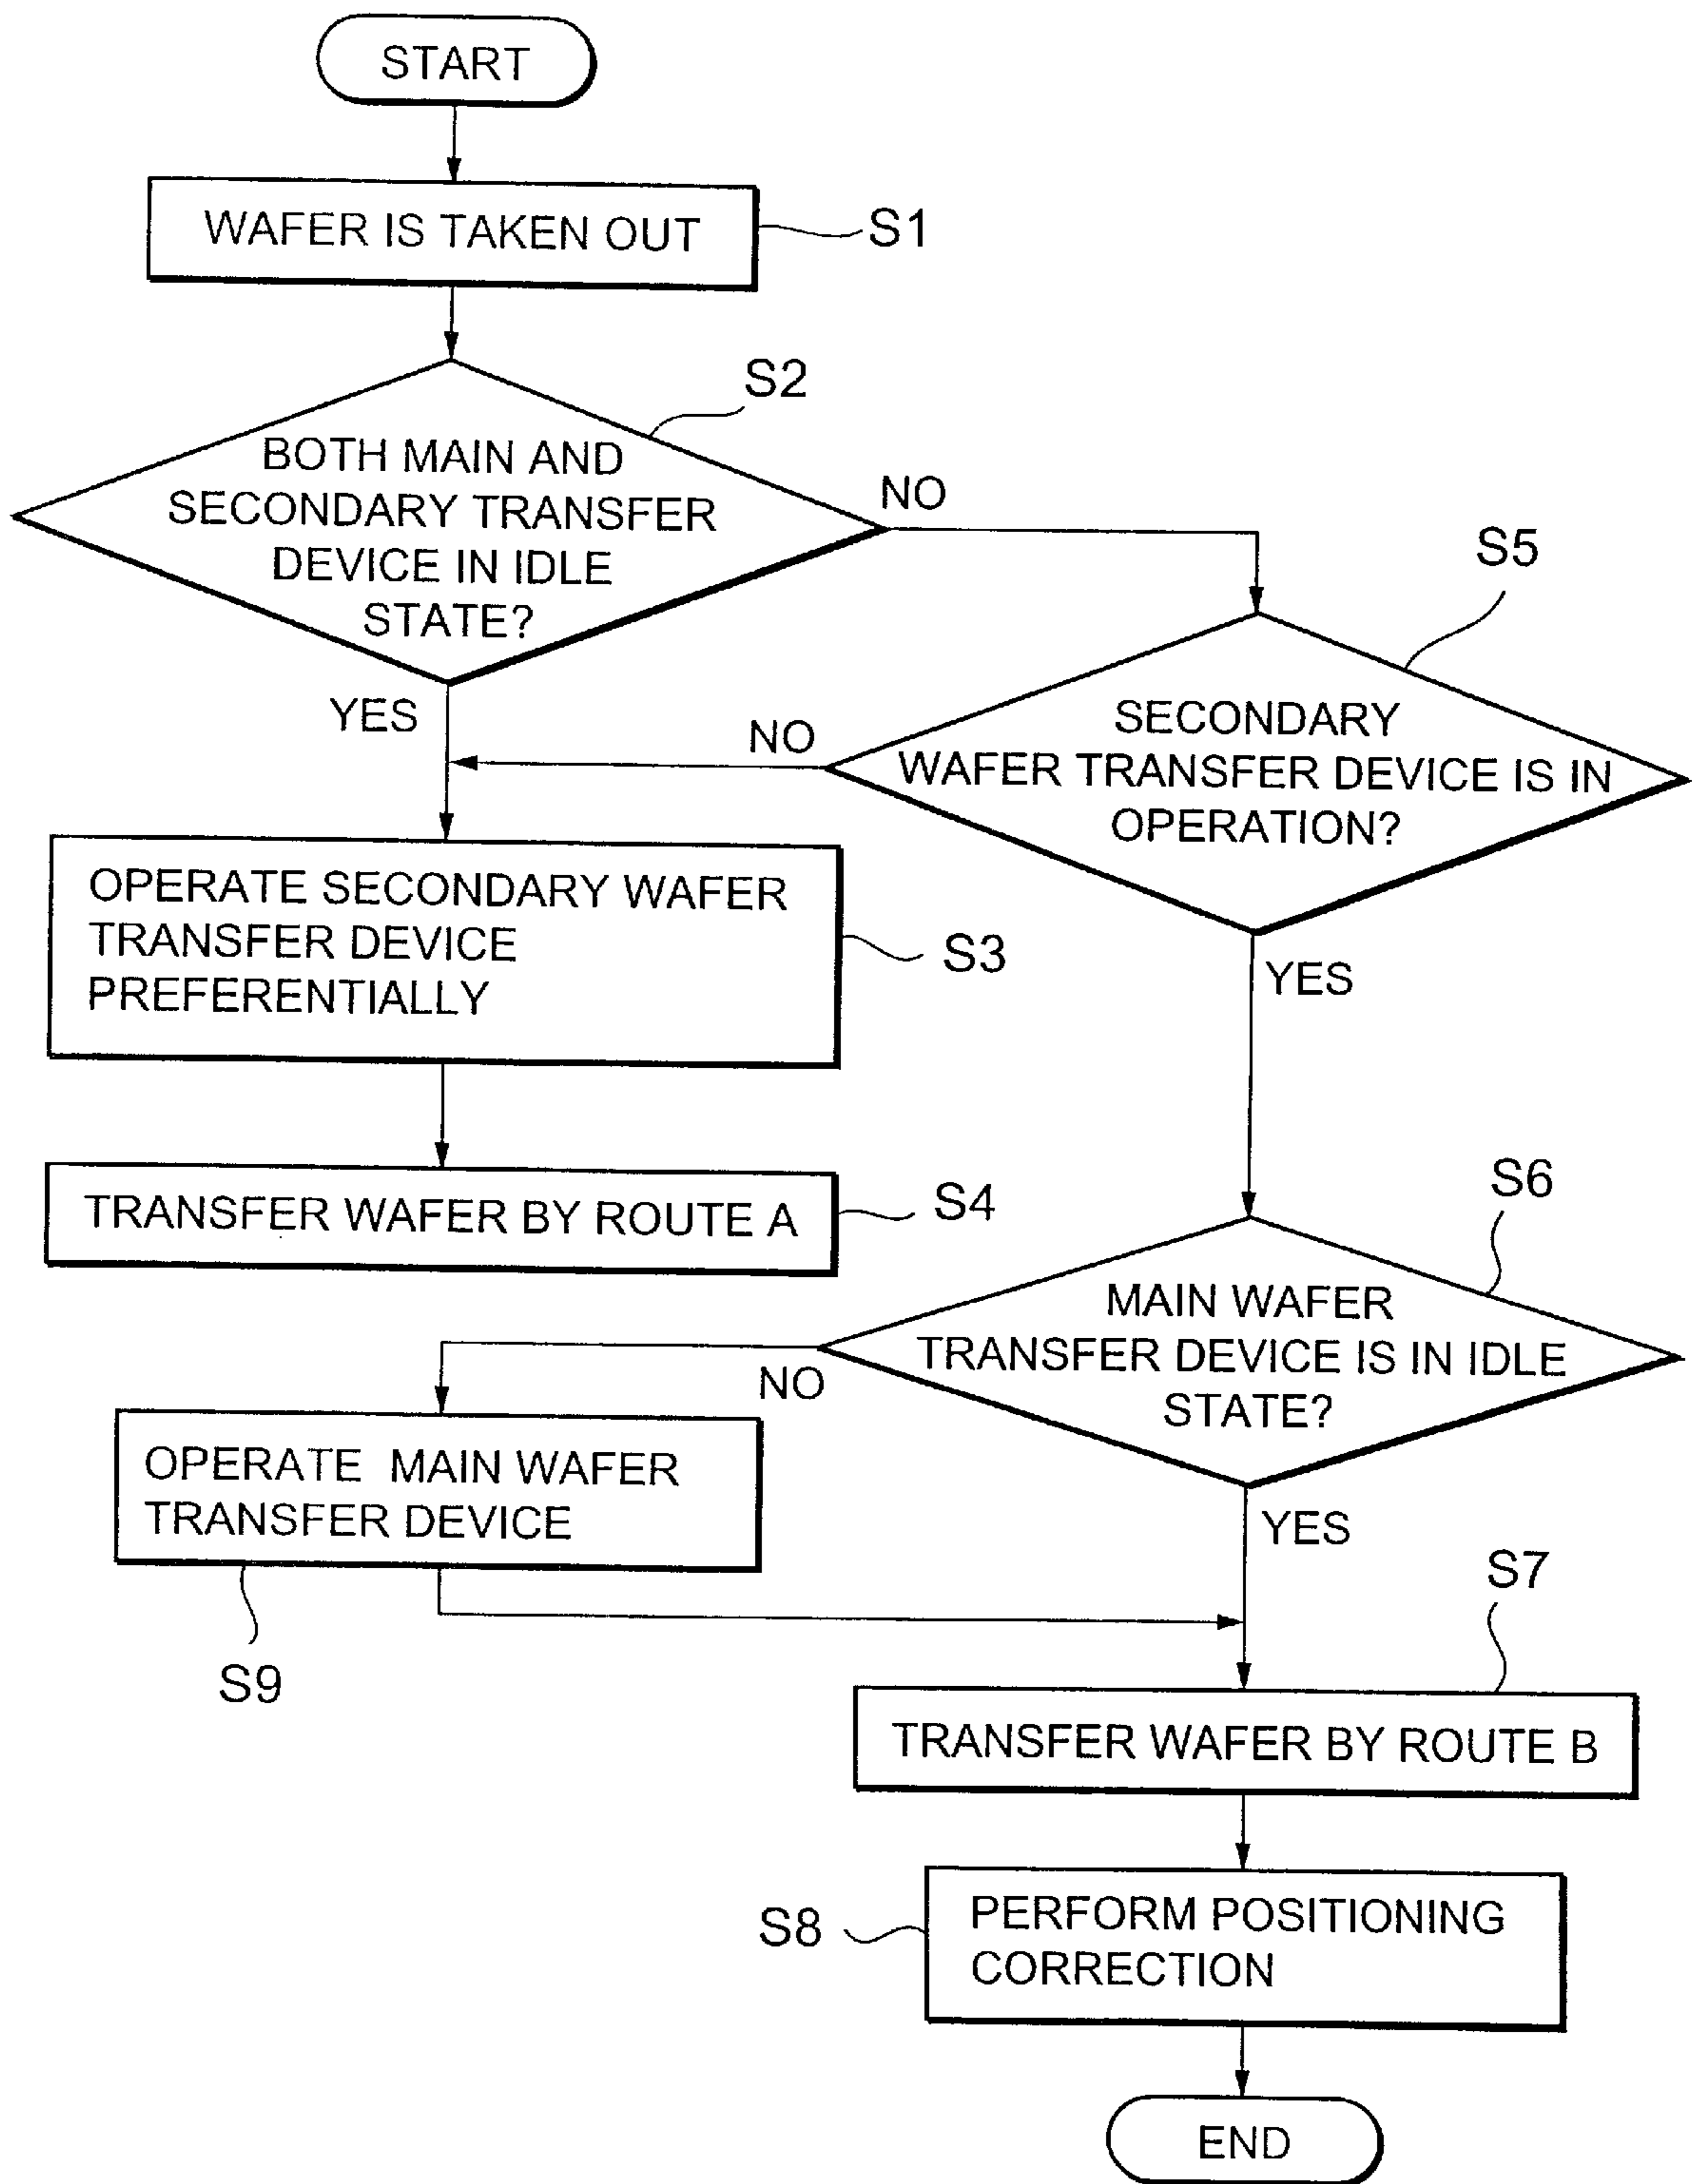 START
WAFER IS TAKEN OUT
S1
S2
BOTH MAIN AND
SECONDARY TRANSFER
DEVICE IN IDLE
STATE?
NO
YES
S5
SECONDARY
WAFER TRANSFER DEVICE IS IN
OPERATION?
NO
YES
OPERATE SECONDARY WAFER
TRANSFER DEVICE
PREFERENTIALLY
S3
TRANSFER WAFER BY ROUTE A
S4
S6
MAIN WAFER
TRANSFER DEVICE IS IN IDLE
STATE?
NO
YES
OPERATE MAIN WAFER
TRANSFER DEVICE
S9
S7
TRANSFER WAFER BY ROUTE B
S8
PERFORM POSITIONING
CORRECTION
END